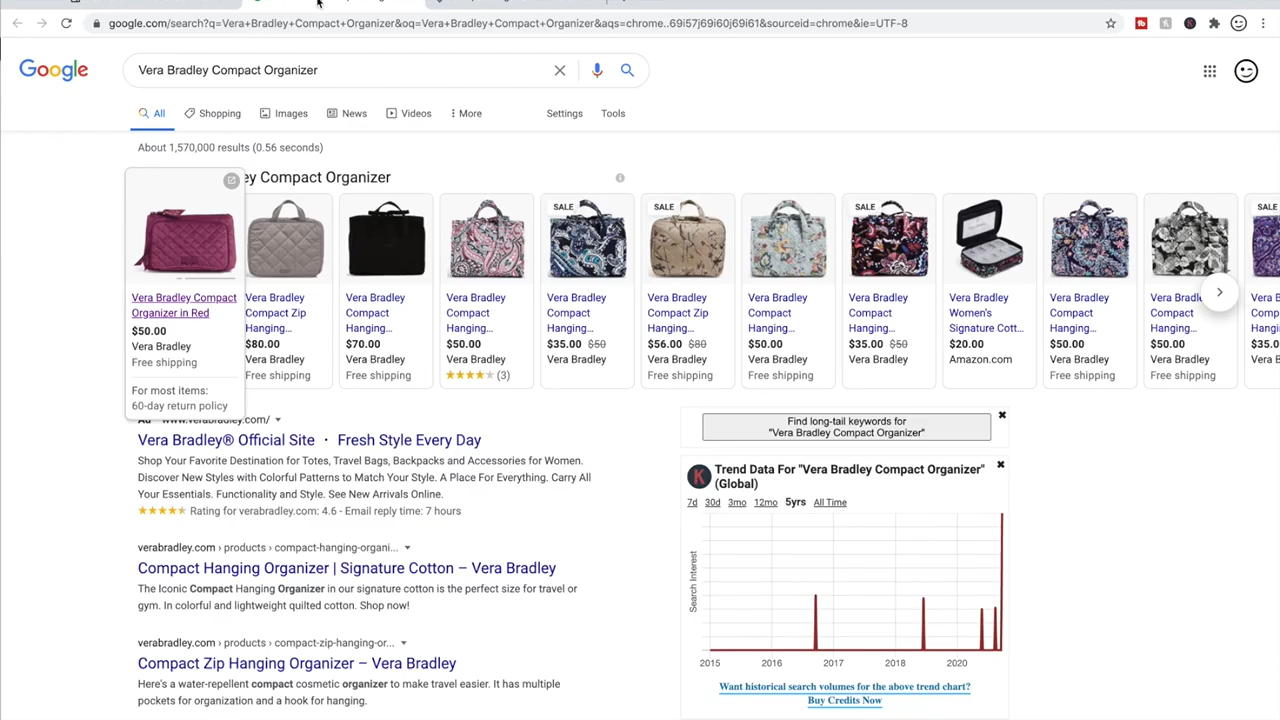 google.com/search?q=Vera+Bradley+Compact+Organizer&oq=Vera+Bradley+Compact+Organizer&aqs=chrome..69i57j69i60j69i61&sourceid=chrome&ie=UTF-8
Google
Vera Bradley Compact Organizer
All
Shopping
Images
News
Videos
More
Settings
Tools
About 1,570,000 results (0.56 seconds)
ey Compact Organizer
Vera Bradley Compact
Organizer in Red
$50.00
Vera Bradley
Free shipping
For most items:
60-day return policy
Vera Bradley
Compact Zip
Hanging...
$80.00
Vera Bradley
Free shipping
Vera Bradley
Compact
Hanging...
$70.00
Vera Bradley
Free shipping
Vera Bradley
Compact
Hanging...
$50.00
Vera Bradley
(3)
SALE
Vera Bradley
Compact
Hanging...
$35.00 $50
Vera Bradley
SALE
Vera Bradley
Compact Zip
Hanging...
$56.00 $80
Vera Bradley
Free shipping
Vera Bradley
Compact
Hanging...
$50.00
Vera Bradley
Free shipping
SALE
Vera Bradley
Compact
Hanging...
$35.00 $50
Vera Bradley
Vera Bradley
Women's
Signature Cott...
$20.00
Amazon.com
Vera Bradley
Compact
Hanging...
$50.00
Vera Bradley
Free shipping
Vera Bradley
Compact
Hanging...
$50.00
Vera Bradley
Free shipping
SALE
Vera B
Comp
Hangi
$35.0
Vera B
Ad · www.verabradley.com/
Vera Bradley® Official Site · Fresh Style Every Day
Shop Your Favorite Destination for Totes, Travel Bags, Backpacks and Accessories for Women.
Discover New Styles with Colorful Patterns to Match Your Style. A Place For Everything. Carry All
Your Essentials. Functionality and Style. See New Arrivals Online.
Rating for verabradley.com: 4.6 - Email reply time: 7 hours
verabradley.com › products › compact-hanging-organi...
Compact Hanging Organizer | Signature Cotton – Vera Bradley
The Iconic Compact Hanging Organizer in our signature cotton is the perfect size for travel or
gym. In colorful and lightweight quilted cotton. Shop now!
verabradley.com › products › compact-zip-hanging-or...
Compact Zip Hanging Organizer – Vera Bradley
Here's a water-repellent compact cosmetic organizer to make travel easier. It has multiple
pockets for organization and a hook for hanging.
Find long-tail keywords for
"Vera Bradley Compact Organizer"
K
Trend Data For "Vera Bradley Compact Organizer"
(Global)
7d 30d 3mo 12mo 5yrs All Time
Search Interest
2015 2016 2017 2018 2019 2020
Want historical search volumes for the above trend chart?
Buy Credits Now